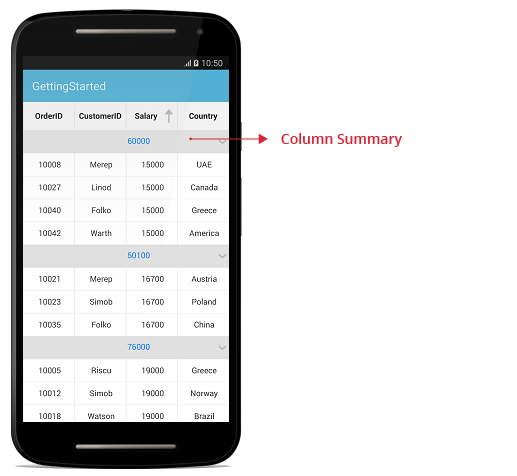 10:50
GettingStarted
OrderID CustomerID Salary Country
60000
Column Summary
10008 Merep 15000 UAE
10027 Linod 15000 Canada
10040 Folko 15000 Greece
10042 Warth 15000 America
50100
10021 Merep 16700 Austria
10023 Simob 16700 Poland
10035 Folko 16700 China
76000
10005 Riscu 19000 Greece
10012 Simob 19000 Norway
10018 Watson 19000 Brazil